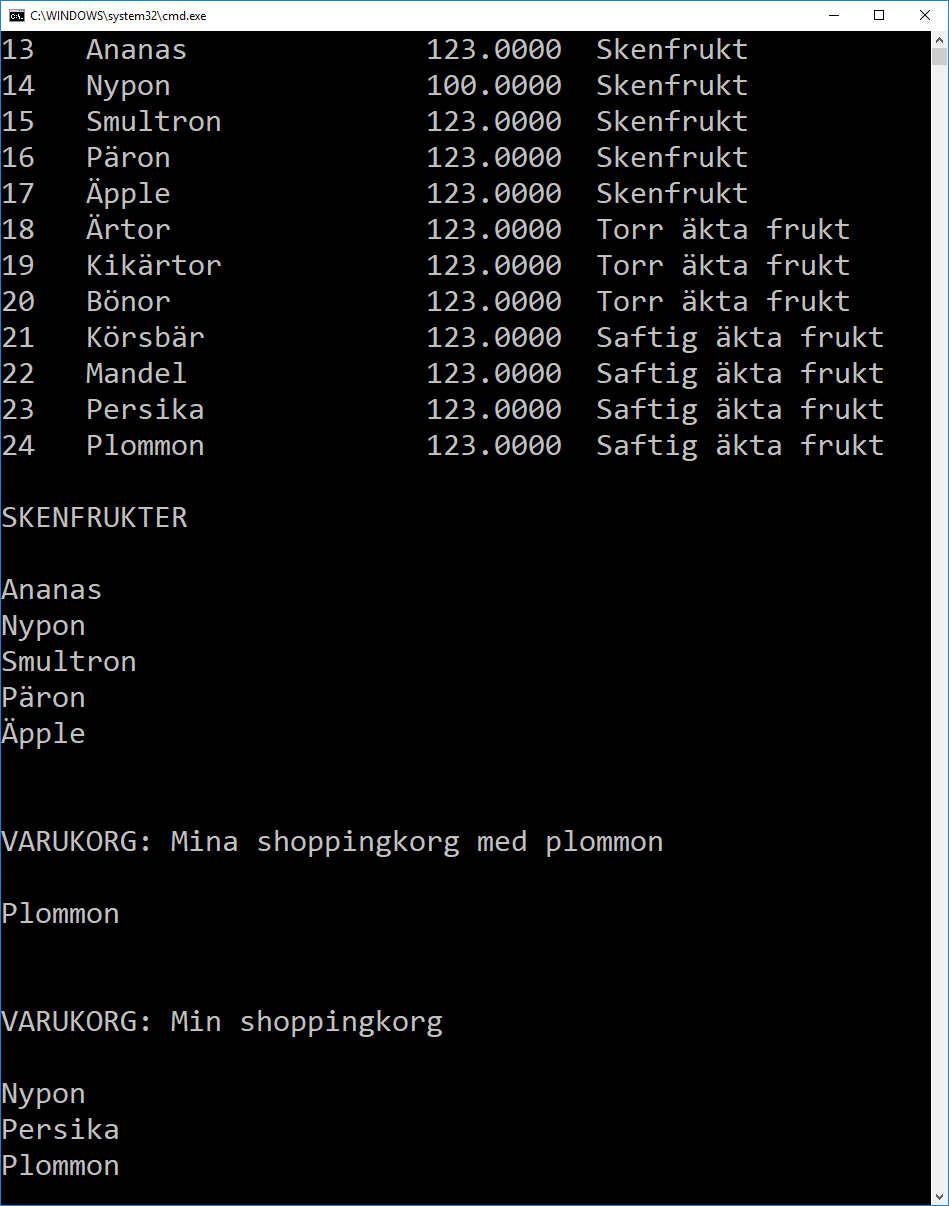 C:\WINDOWS\system32\cmd.exe
13   Ananas                    123.0000  Skenfrukt
14   Nypon                     100.0000  Skenfrukt
15   Smultron                  123.0000  Skenfrukt
16   Päron                     123.0000  Skenfrukt
17   Äpple                     123.0000  Skenfrukt
18   Ärtor                     123.0000  Torr äkta frukt
19   Kikärtor                  123.0000  Torr äkta frukt
20   Bönor                     123.0000  Torr äkta frukt
21   Körsbär                   123.0000  Saftig äkta frukt
22   Mandel                    123.0000  Saftig äkta frukt
23   Persika                   123.0000  Saftig äkta frukt
24   Plommon                   123.0000  Saftig äkta frukt

SKENFRUKTER

Ananas
Nypon
Smultron
Päron
Äpple

VARUKORG: Mina shoppingkorg med plommon

Plommon

VARUKORG: Min shoppingkorg

Nypon
Persika
Plommon